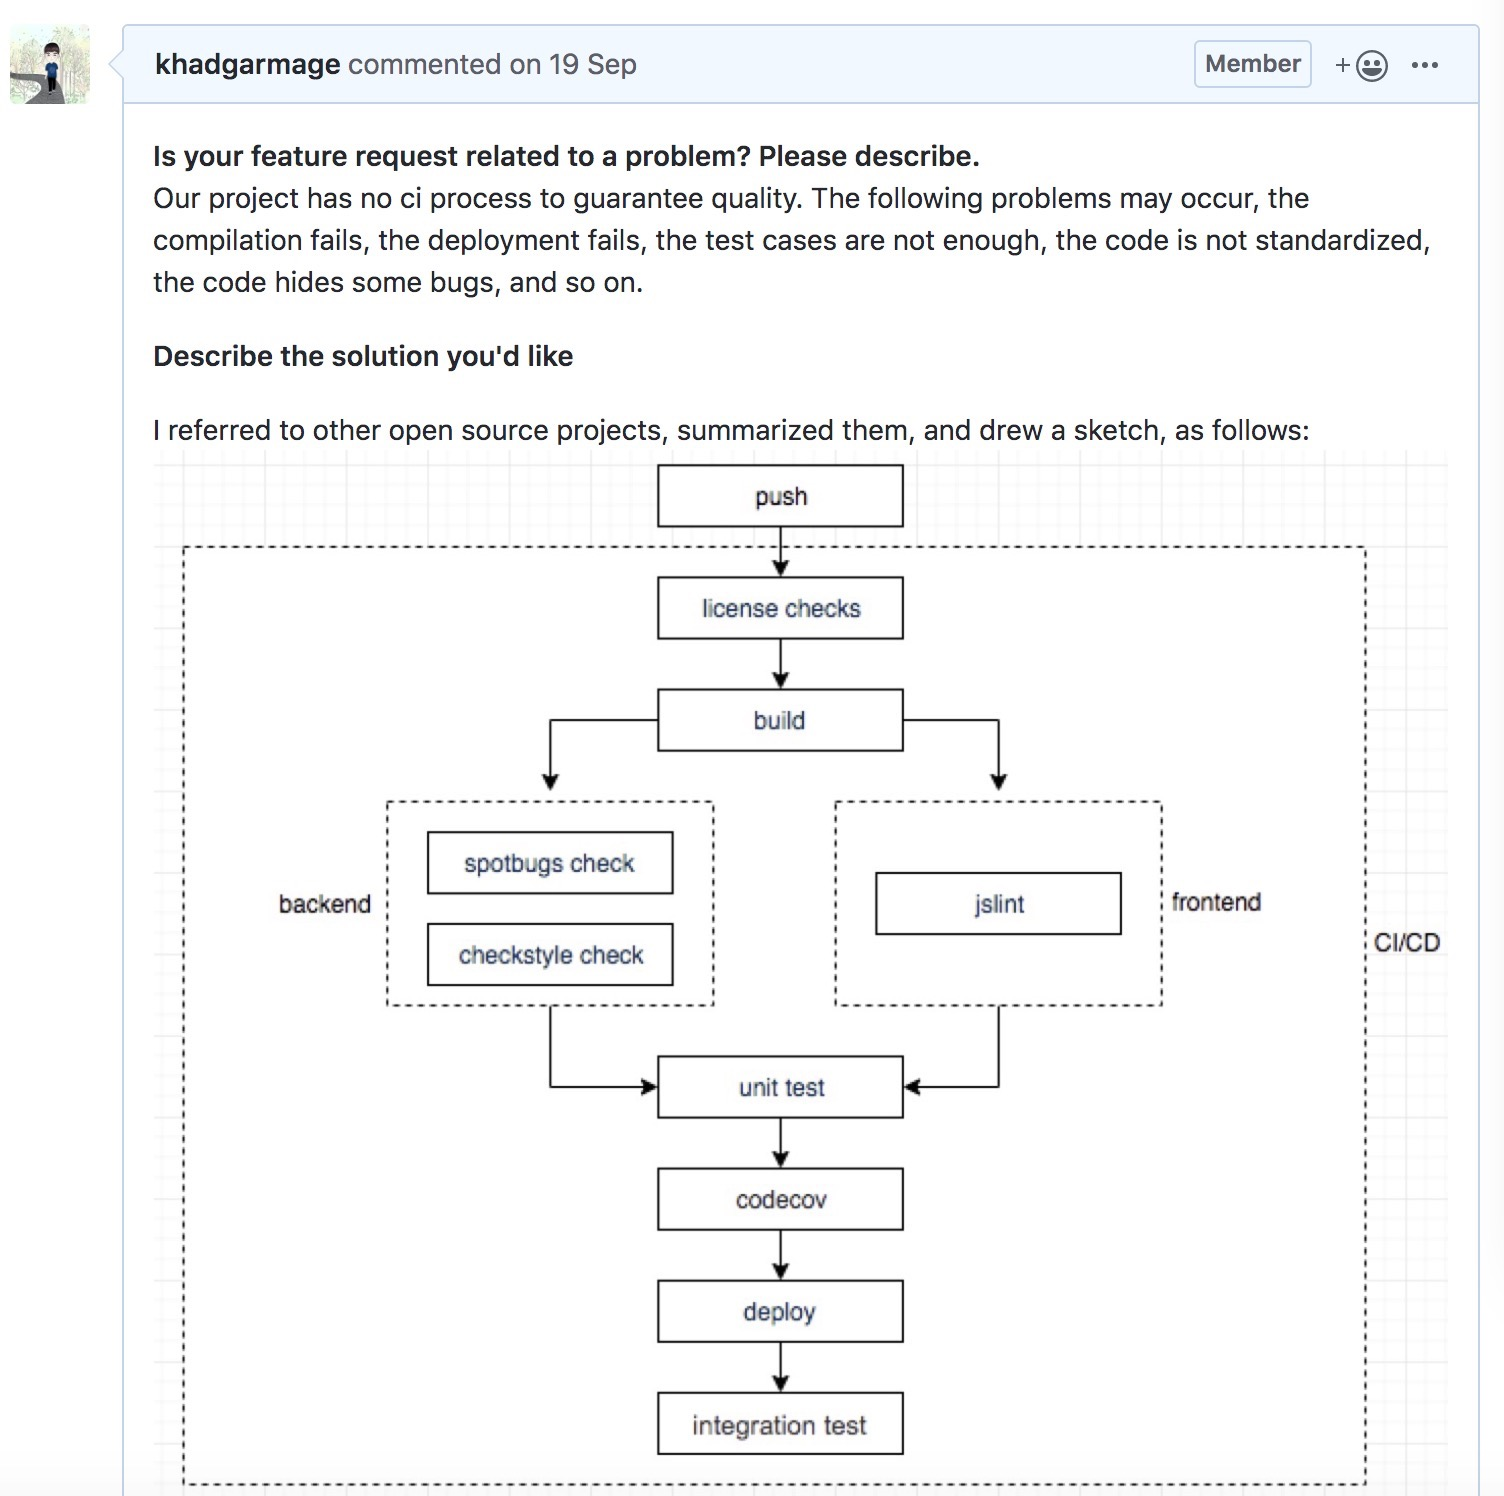 khadgarmage commented on 19 Sep
Member
Is your feature request related to a problem? Please describe.
Our project has no ci process to guarantee quality. The following problems may occur, the
compilation fails, the deployment fails, the test cases are not enough, the code is not standardized,
the code hides some bugs, and so on.
Describe the solution you'd like
I referred to other open source projects, summarized them, and drew a sketch, as follows:
push
license checks
build
spotbugs check
backend
checkstyle check
jslint
frontend
CI/CD
unit test
codecov
deploy
integration test